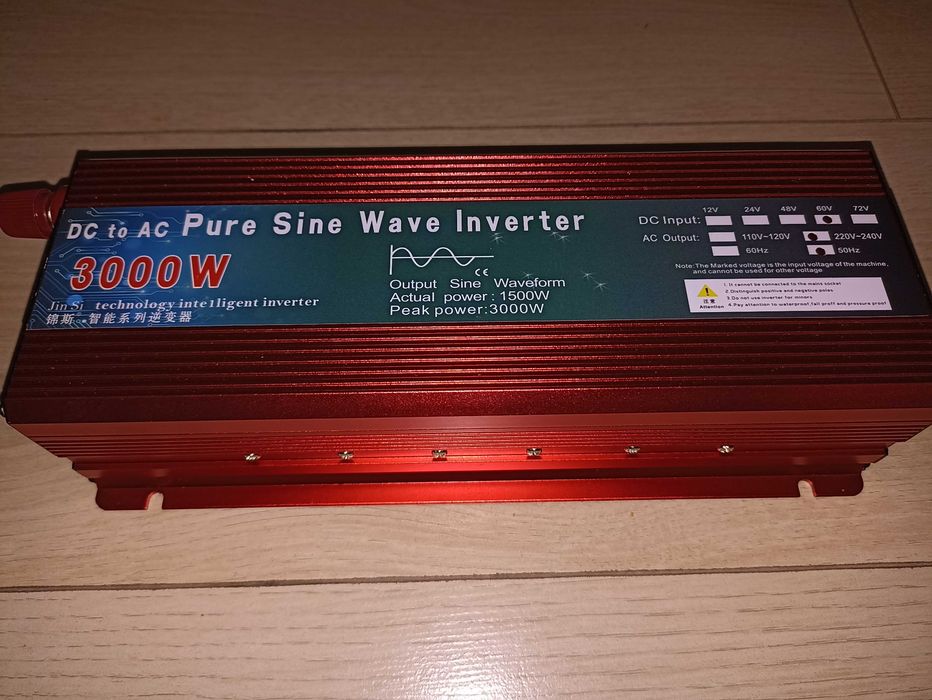 DC to AC Pure Sine Wave Inverter
3000W
Jin Si technology intelligent inverter
锦斯 智能系列逆变器
CE
Output Sine Waveform
Actual power: 1500W
Peak power:3000W
12V 24V 48V 60V 72V
DC Input:
AC Output: 110V~120V 220V~240V
60Hz 50Hz
Note:The Marked voltage is the input voltage of the machine,
and cannot be used for other voltage
注意
Attention
1. It cannot be connected to the mains socket
2.Distinguish positive and negative poles
3.Do not use inverter for minors
4.Pay attention to waterproof,fall proff and pressure proof